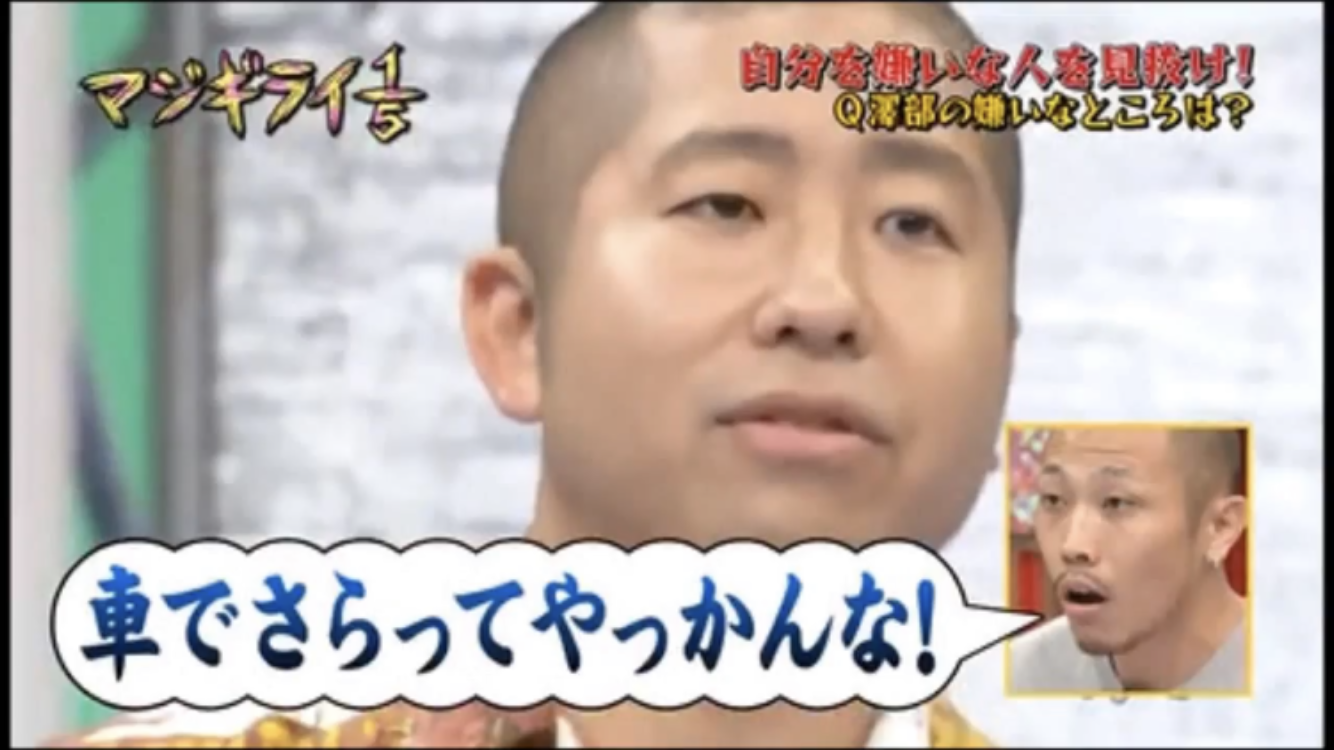 マジギライ1/5
自分を嫌いな人を見抜け!
Q澤部の嫌いなところは?
車でさらってやっかんな!